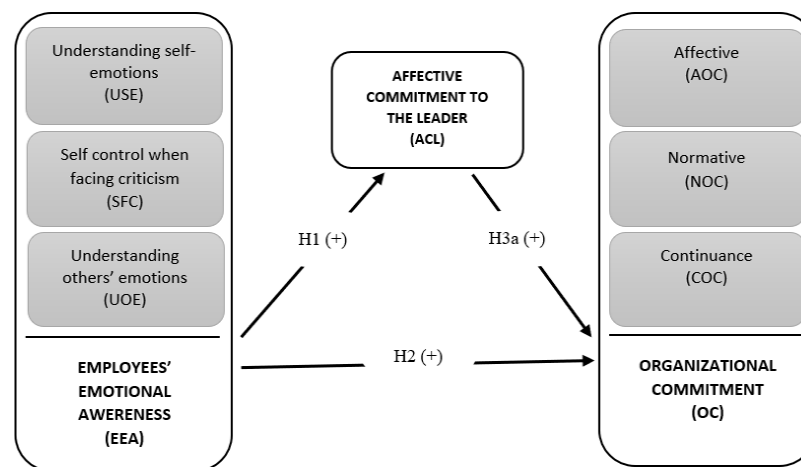 Understanding self-
emotions
(USE)
Self control when
facing criticism
(SFC)
Understanding
others’ emotions
(UOE)
EMPLOYEES’
EMOTIONAL
AWERENESS
(EEA)
AFFECTIVE
COMMITMENT TO
THE LEADER
(ACL)
H1 (+)
H3a (+)
H2 (+)
Affective
(AOC)
Normative
(NOC)
Continuance
(COC)
ORGANIZATIONAL
COMMITMENT
(OC)